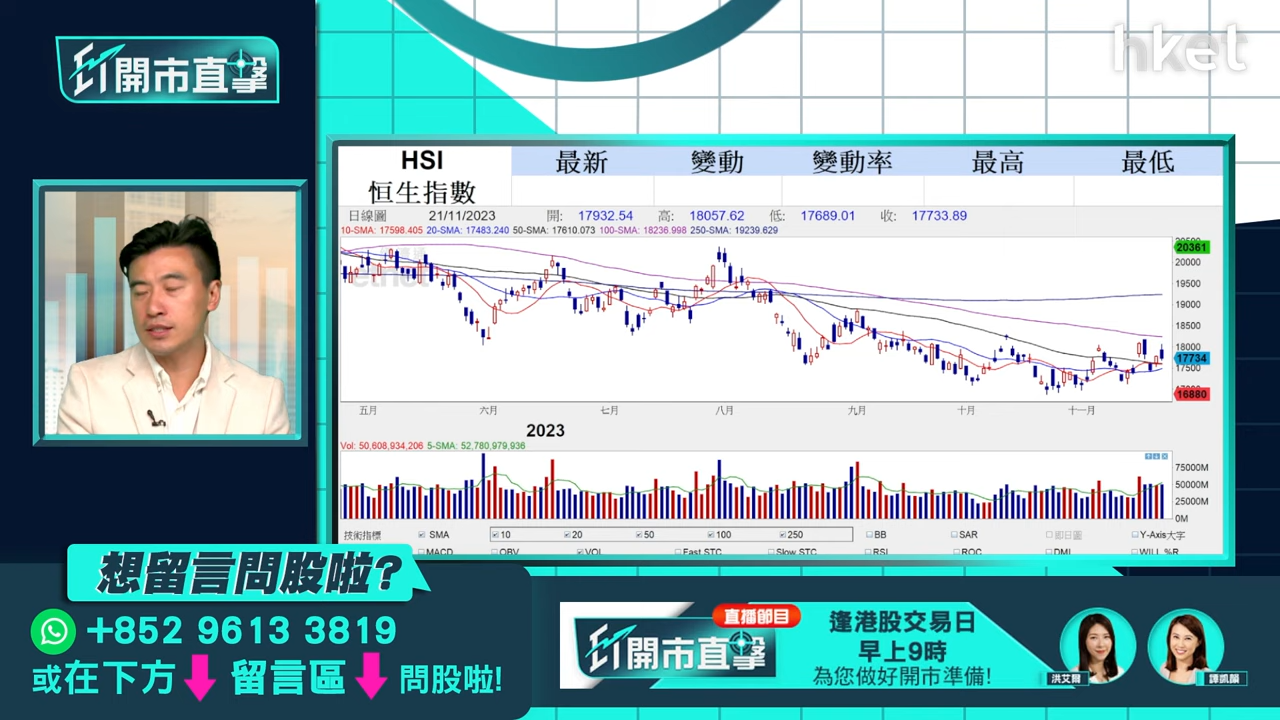 開市直擊
hket
HSI
恒生指數
最新 變動 變動率 最高 最低
日線圖 21/11/2023 開: 17932.54 高: 18057.62 低: 17689.01 收: 17733.89
10-SMA: 17598.405 20-SMA: 17483.240 50-SMA: 17610.073 100-SMA: 18236.998 250-SMA: 19239.629
20361
20000
19500
19000
18500
18000
17734
17500
16880
五月 六月 七月 八月 九月 十月 十一月
2023
Vol: 50,608,934,206 5-SMA: 52,780,979,936
75000M
50000M
25000M
0M
技術指標 SMA 10 20 50 100 250 BB SAR 即日圖 Y-Axis大字
MACD OBV VOL Fast STC Slow STC RSI ROC DMI WILL %R
想留言問股啦?
+852 9613 3819
或在下方 留言區 問股啦!
直播節目
開市直擊
逢港股交易日
早上9時
為您做好開市準備!
洪艾爾
譚凱韻